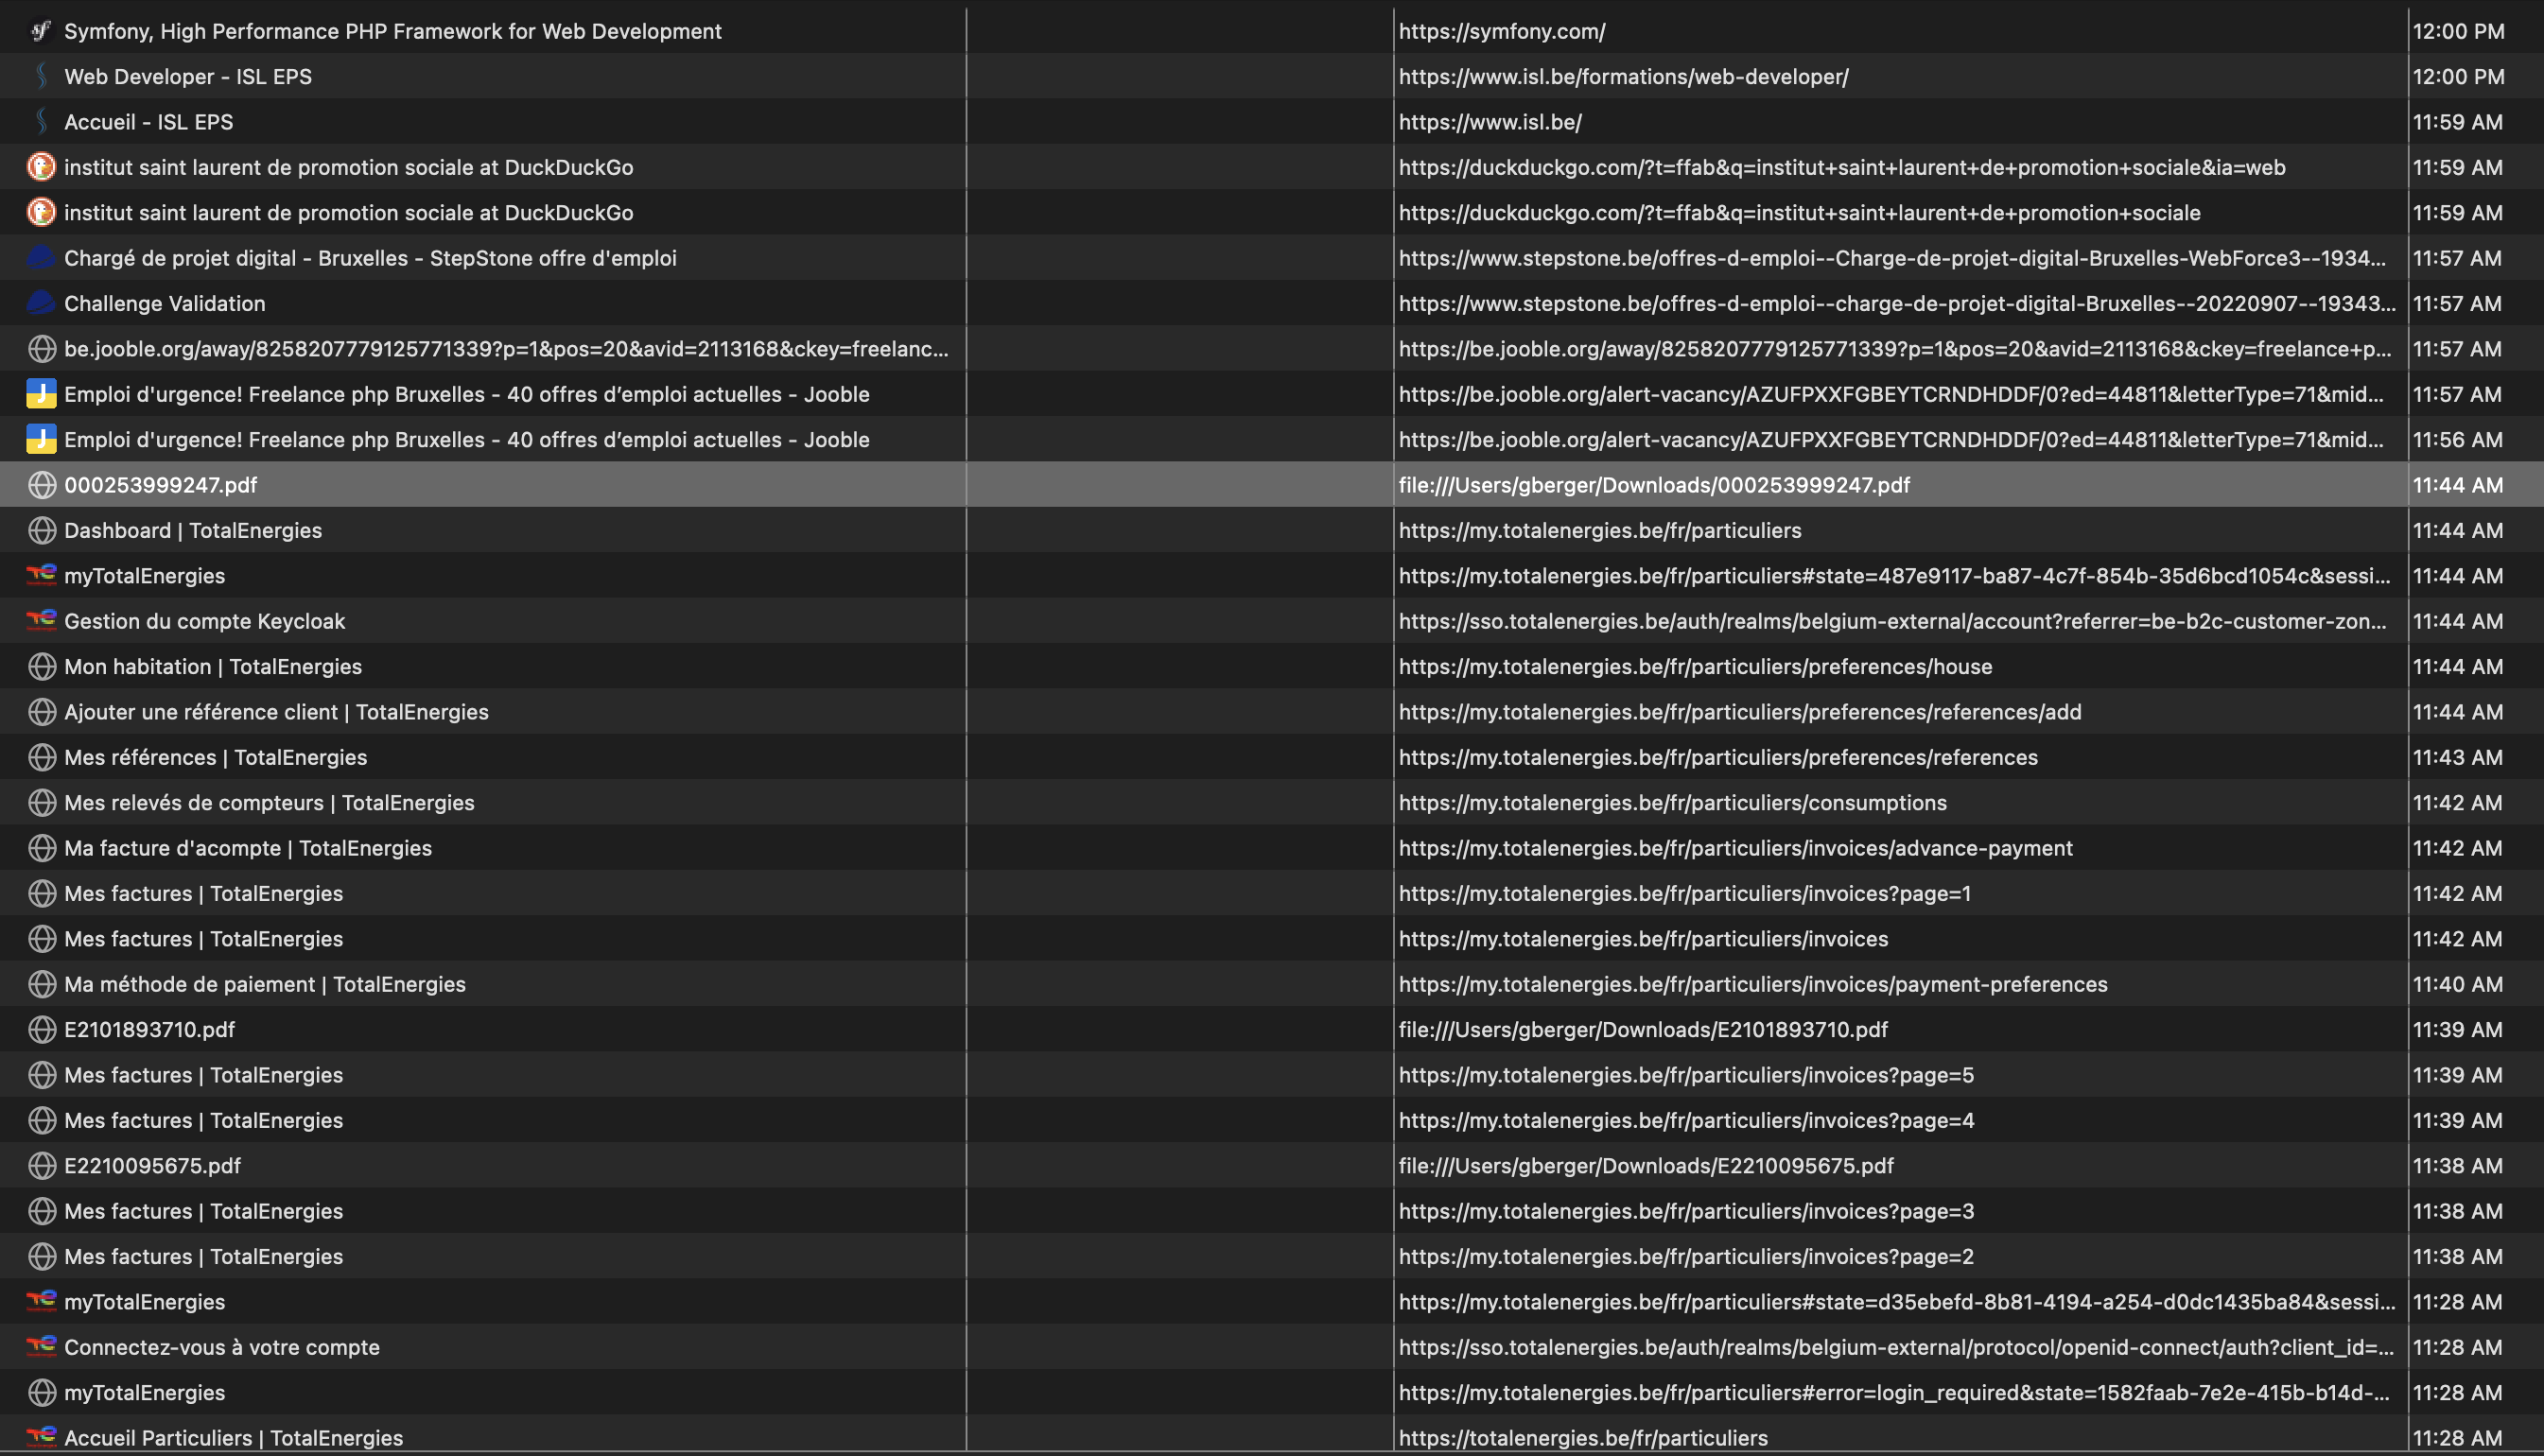 Symfony, High Performance PHP Framework for Web Development https://symfony.com/ 12:00 PM
Web Developer - ISL EPS https://www.isl.be/formations/web-developer/ 12:00 PM
Accueil - ISL EPS https://www.isl.be/ 11:59 AM
institut saint laurent de promotion sociale at DuckDuckGo https://duckduckgo.com/?t=ffab&q=institut+saint+laurent+de+promotion+sociale&ia=web 11:59 AM
institut saint laurent de promotion sociale at DuckDuckGo https://duckduckgo.com/?t=ffab&q=institut+saint+laurent+de+promotion+sociale 11:59 AM
Chargé de projet digital - Bruxelles - StepStone offre d'emploi https://www.stepstone.be/offres-d-emploi--Charge-de-projet-digital-Bruxelles-WebForce3--1934... 11:57 AM
Challenge Validation https://www.stepstone.be/offres-d-emploi--charge-de-projet-digital-Bruxelles--20220907--19343... 11:57 AM
be.jooble.org/away/8258207779125771339?p=1&pos=20&avid=2113168&ckey=freelanc... https://be.jooble.org/away/8258207779125771339?p=1&pos=20&avid=2113168&ckey=freelance+p... 11:57 AM
Emploi d'urgence! Freelance php Bruxelles - 40 offres d’emploi actuelles - Jooble https://be.jooble.org/alert-vacancy/AZUFPXXFGBEYTCRNDHDDF/0?ed=44811&letterType=71&mid... 11:57 AM
Emploi d'urgence! Freelance php Bruxelles - 40 offres d’emploi actuelles - Jooble https://be.jooble.org/alert-vacancy/AZUFPXXFGBEYTCRNDHDDF/0?ed=44811&letterType=71&mid... 11:56 AM
000253999247.pdf file:///Users/gberger/Downloads/000253999247.pdf 11:44 AM
Dashboard | TotalEnergies https://my.totalenergies.be/fr/particuliers 11:44 AM
myTotalEnergies https://my.totalenergies.be/fr/particuliers#state=487e9117-ba87-4c7f-854b-35d6bcd1054c&sessi... 11:44 AM
Gestion du compte Keycloak https://sso.totalenergies.be/auth/realms/belgium-external/account?referrer=be-b2c-customer-zon... 11:44 AM
Mon habitation | TotalEnergies https://my.totalenergies.be/fr/particuliers/preferences/house 11:44 AM
Ajouter une référence client | TotalEnergies https://my.totalenergies.be/fr/particuliers/preferences/references/add 11:44 AM
Mes références | TotalEnergies https://my.totalenergies.be/fr/particuliers/preferences/references 11:43 AM
Mes relevés de compteurs | TotalEnergies https://my.totalenergies.be/fr/particuliers/consumptions 11:42 AM
Ma facture d'acompte | TotalEnergies https://my.totalenergies.be/fr/particuliers/invoices/advance-payment 11:42 AM
Mes factures | TotalEnergies https://my.totalenergies.be/fr/particuliers/invoices?page=1 11:42 AM
Mes factures | TotalEnergies https://my.totalenergies.be/fr/particuliers/invoices 11:42 AM
Ma méthode de paiement | TotalEnergies https://my.totalenergies.be/fr/particuliers/invoices/payment-preferences 11:40 AM
E2101893710.pdf file:///Users/gberger/Downloads/E2101893710.pdf 11:39 AM
Mes factures | TotalEnergies https://my.totalenergies.be/fr/particuliers/invoices?page=5 11:39 AM
Mes factures | TotalEnergies https://my.totalenergies.be/fr/particuliers/invoices?page=4 11:39 AM
E2210095675.pdf file:///Users/gberger/Downloads/E2210095675.pdf 11:38 AM
Mes factures | TotalEnergies https://my.totalenergies.be/fr/particuliers/invoices?page=3 11:38 AM
Mes factures | TotalEnergies https://my.totalenergies.be/fr/particuliers/invoices?page=2 11:38 AM
myTotalEnergies https://my.totalenergies.be/fr/particuliers#state=d35ebefd-8b81-4194-a254-d0dc1435ba84&sessi... 11:28 AM
Connectez-vous à votre compte https://sso.totalenergies.be/auth/realms/belgium-external/protocol/openid-connect/auth?client_id=... 11:28 AM
myTotalEnergies https://my.totalenergies.be/fr/particuliers#error=login_required&state=1582faab-7e2e-415b-b14d-... 11:28 AM
Accueil Particuliers | TotalEnergies https://totalenergies.be/fr/particuliers 11:28 AM